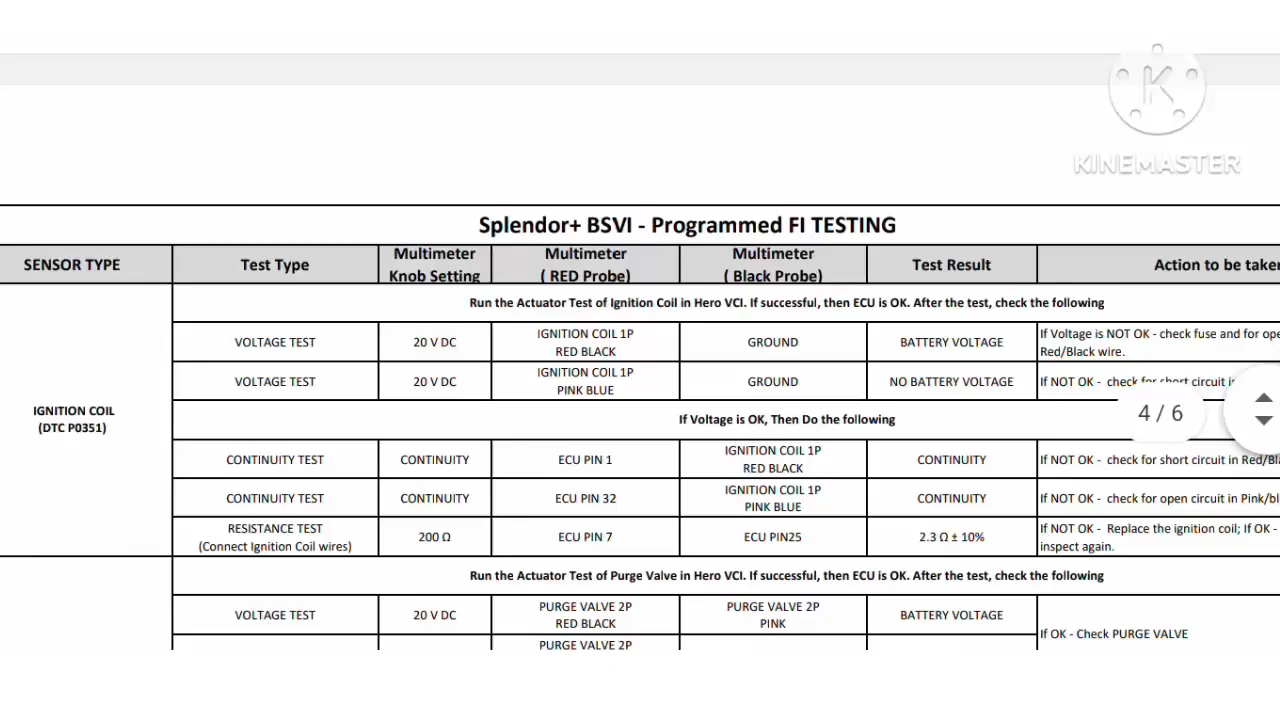 K
KINEMASTER
Splendor+ BSVI - Programmed FI TESTING
SENSOR TYPE
Test Type
Multimeter
Knob Setting
Multimeter
( RED Probe)
Multimeter
( Black Probe)
Test Result
Action to be taken
Run the Actuator Test of Ignition Coil in Hero VCI. If successful, then ECU is OK. After the test, check the following
IGNITION COIL
(DTC P0351)
VOLTAGE TEST
20 V DC
IGNITION COIL 1P
RED BLACK
GROUND
BATTERY VOLTAGE
If Voltage is NOT OK - check fuse and for
Red/Black wire.
VOLTAGE TEST
20 V DC
IGNITION COIL 1P
PINK BLUE
GROUND
NO BATTERY VOLTAGE
If NOT OK - check for short circuit
4 / 6
If Voltage is OK, Then Do the following
CONTINUITY TEST
CONTINUITY
ECU PIN 1
IGNITION COIL 1P
RED BLACK
CONTINUITY
If NOT OK - check for short circuit in
CONTINUITY TEST
CONTINUITY
ECU PIN 32
IGNITION COIL 1P
PINK BLUE
CONTINUITY
If NOT OK - check for open circuit in
RESISTANCE TEST
(Connect Ignition Coil wires)
200 Ω
ECU PIN 7
ECU PIN25
2.3 Ω ± 10%
If NOT OK - Replace the ignition coil; If OK -
inspect again.
Run the Actuator Test of Purge Valve in Hero VCI. If successful, then ECU is OK. After the test, check the following
VOLTAGE TEST
20 V DC
PURGE VALVE 2P
RED BLACK
PURGE VALVE 2P
PINK
BATTERY VOLTAGE
If OK - Check PURGE VALVE
PURGE VALVE 2P